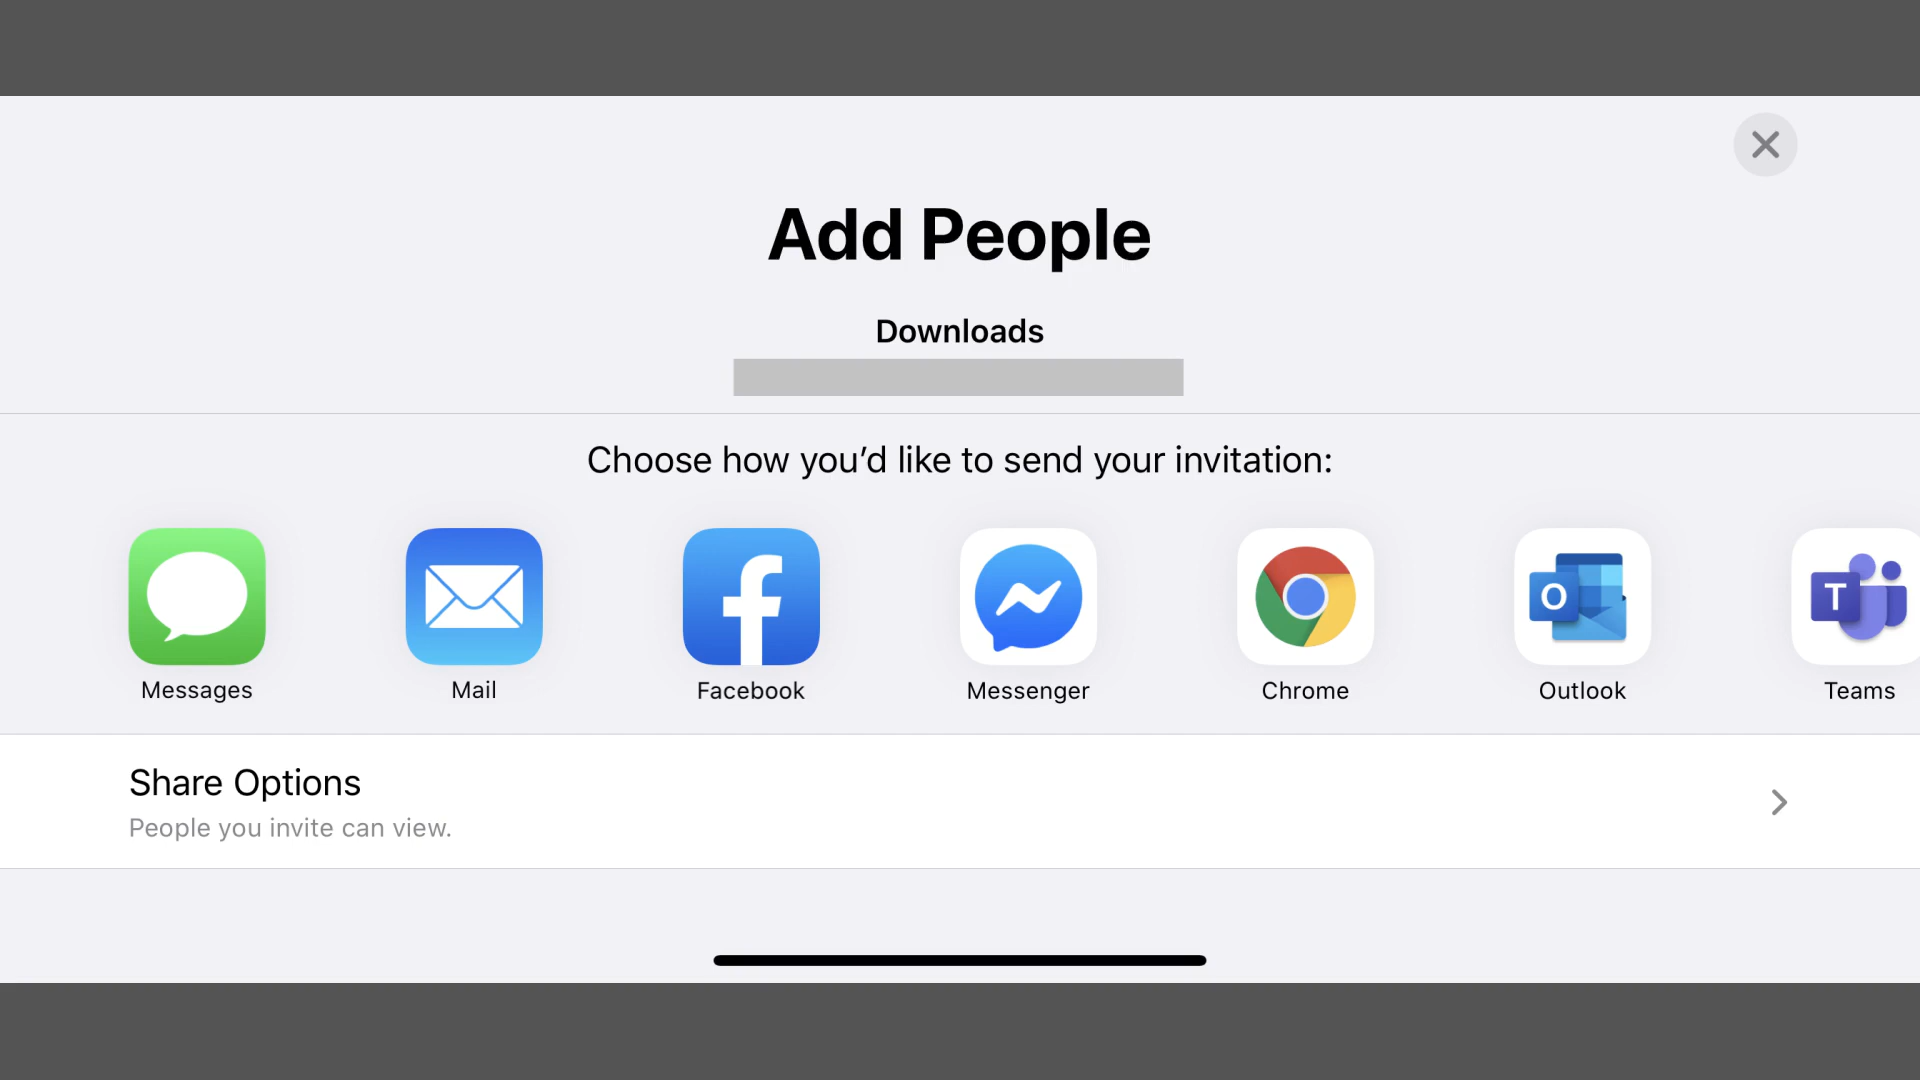 Add People
Downloads
Choose how you’d like to send your invitation:
Messages Mail Facebook Messenger Chrome Outlook Teams
Share Options
People you invite can view.